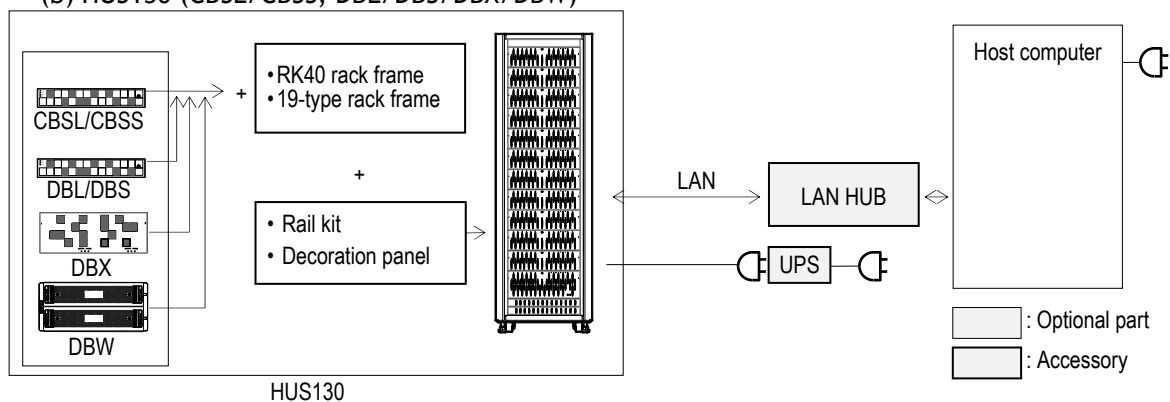 (b) HUS130 (CBSL/CBSS, DBL/DBS/DBX/DBW)
CBSL/CBSS
DBL/DBS
DBX
DBW
+
• RK40 rack frame
• 19-type rack frame
+
• Rail kit
• Decoration panel
HUS130
LAN
LAN HUB
UPS
Host computer
: Optional part
: Accessory